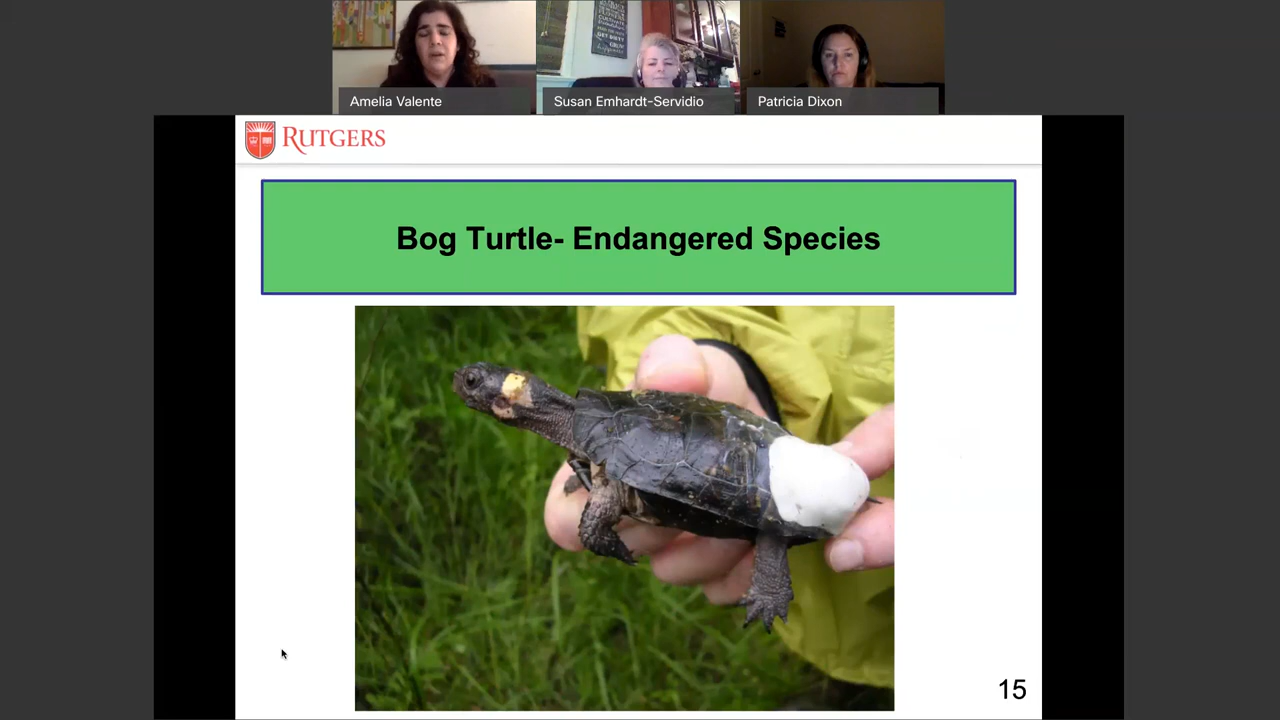 Amelia Valente
Susan Emhardt-Servidio
Patricia Dixon
RUTGERS
Bog Turtle- Endangered Species
15